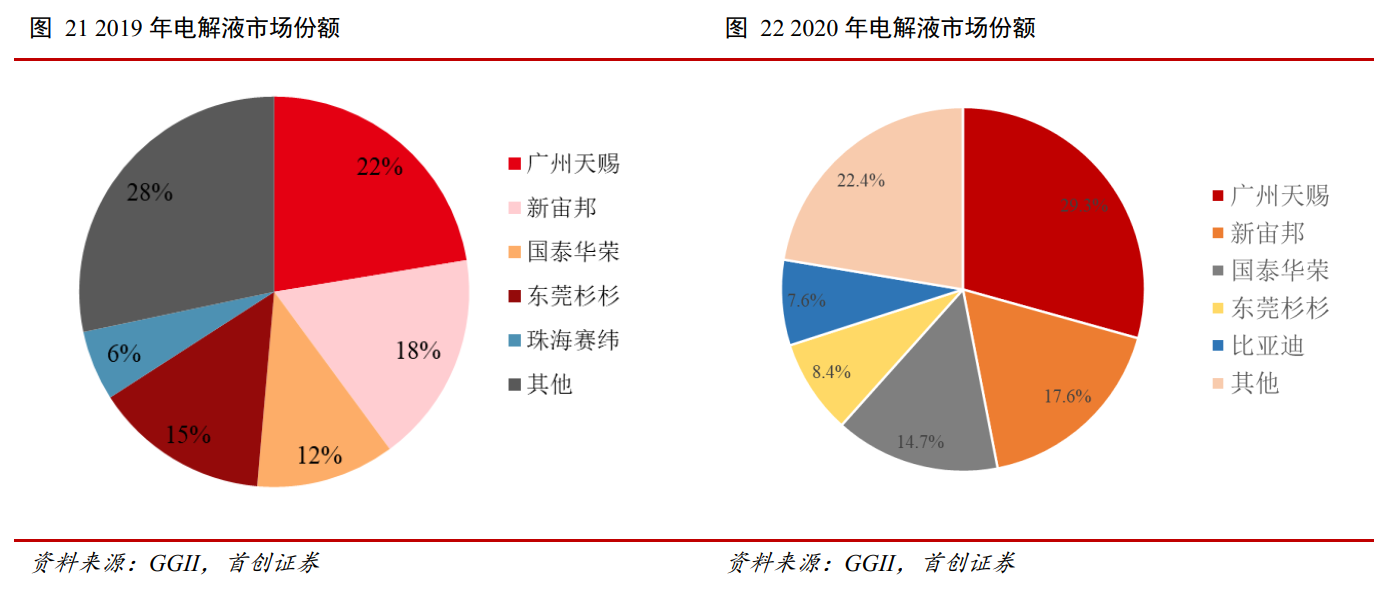 图 21 2019 年电解液市场份额
22%
18%
12%
15%
6%
28%
广州天赐
新宙邦
国泰华荣
东莞杉杉
珠海赛纬
其他
资料来源：GGII，首创证券
图 22 2020 年电解液市场份额
29.3%
17.6%
14.7%
8.4%
7.6%
22.4%
广州天赐
新宙邦
国泰华荣
东莞杉杉
比亚迪
其他
资料来源：GGII，首创证券